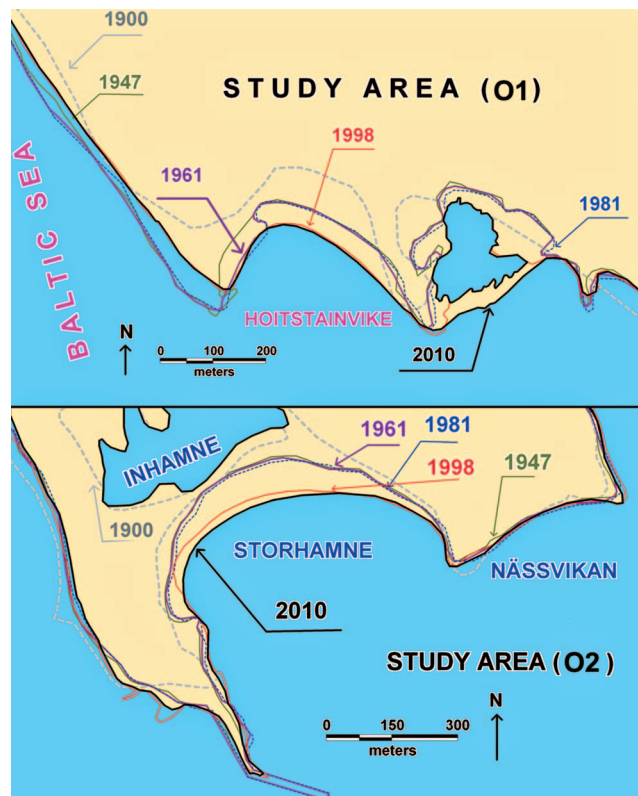 1900
STUDY AREA (O1)
1947
1998
1961
1981
BALTIC SEA
HOITSTAINVIKE
N
0 100 200
meters
2010
1961
1981
INHAMNE
1998
1947
1900
STORHAMNE
NÄSSVIKAN
2010
STUDY AREA (O2)
N
0 150 300
meters